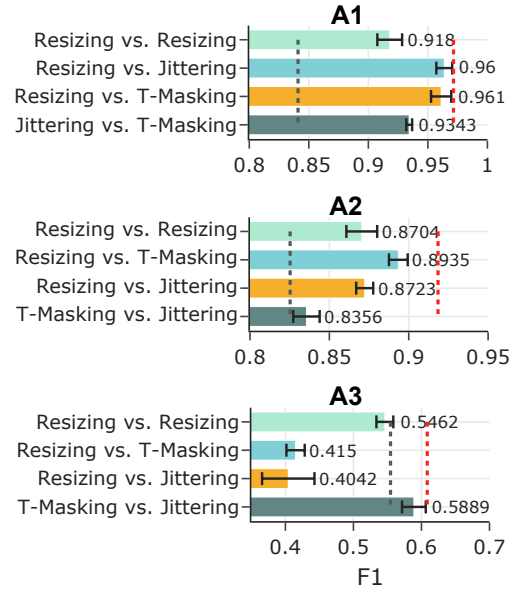 A1
Resizing vs. Resizing 0.918
Resizing vs. Jittering 0.96
Resizing vs. T-Masking 0.961
Jittering vs. T-Masking 0.9343
0.8 0.85 0.9 0.95 1
A2
Resizing vs. Resizing 0.8704
Resizing vs. T-Masking 0.8935
Resizing vs. Jittering 0.8723
T-Masking vs. Jittering 0.8356
0.8 0.85 0.9 0.95
A3
Resizing vs. Resizing 0.5462
Resizing vs. T-Masking 0.415
Resizing vs. Jittering 0.4042
T-Masking vs. Jittering 0.5889
0.4 0.5 0.6 0.7
F1